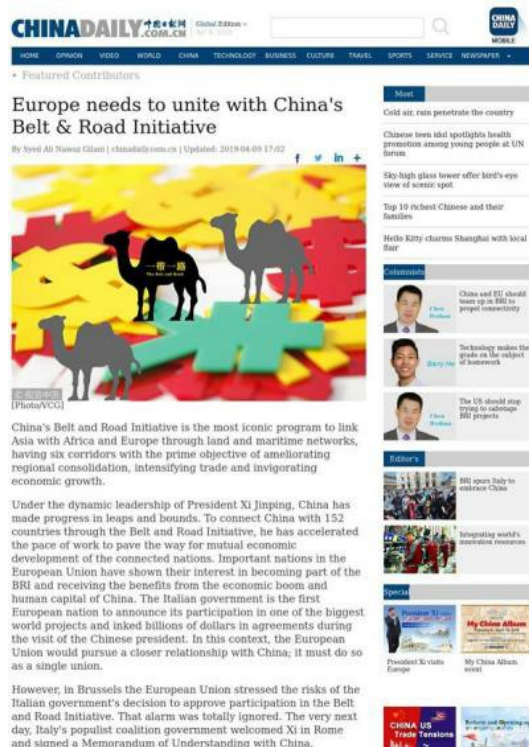 CHINADAILY 中国日报网
.COM.CN
Global Edition
CHINA DAILY
MOBILE
HOME OPINION VIDEO WORLD CHINA TECHNOLOGY BUSINESS CULTURE TRAVEL SPORTS SERVICE NEWSPAPER
• Featured Contributors
Europe needs to unite with China's
Belt & Road Initiative
By Syed Ali Nawaz Gilani | chinadaily.com.cn | Updated: 2019-04-09 17:02
f in +
一带一路
The Belt and Road
[Photo/VCG]
China's Belt and Road Initiative is the most iconic program to link
Asia with Africa and Europe through land and maritime networks,
having six corridors with the prime objective of ameliorating
regional consolidation, intensifying trade and invigorating
economic growth.
Under the dynamic leadership of President Xi Jinping, China has
made progress in leaps and bounds. To connect China with 152
countries through the Belt and Road Initiative, he has accelerated
the pace of work to pave the way for mutual economic
development of the connected nations. Important nations in the
European Union have shown their interest in becoming part of the
BRI and receiving the benefits from the economic boom and
human capital of China. The Italian government is the first
European nation to announce its participation in one of the biggest
world projects and inked billions of dollars in agreements during
the visit of the Chinese president. In this context, the European
Union would pursue a closer relationship with China; it must do so
as a single union.
However, in Brussels the European Union stressed the risks of the
Italian government's decision to approve participation in the Belt
and Road Initiative. That alarm was totally ignored. The very next
day, Italy's populist coalition government welcomed Xi in Rome
and signed a Memorandum of Understanding with China.
Most
Cold air, rain penetrate the country
Chinese teen idol spotlights health
promotion among young people at UN
forum
Sky-high glass tower offer bird's-eye
view of scenic spot
Top 10 richest Chinese and their
families
Hello Kitty charms Shanghai with local
flair
Columnists
China and EU should
team up in BRI to
propel connectivity
Barry He
Technology makes the
grade on the subject
of homework
The US should stop
trying to sabotage
BRI projects
Editor's
BRI spurs Italy to
embrace China
Integrating world's
innovation resources
Special
President Xi
My China Album
President Xi visits
Europe
My China Album
event
CHINA US
Trade Tensions
Reform and Opening-up